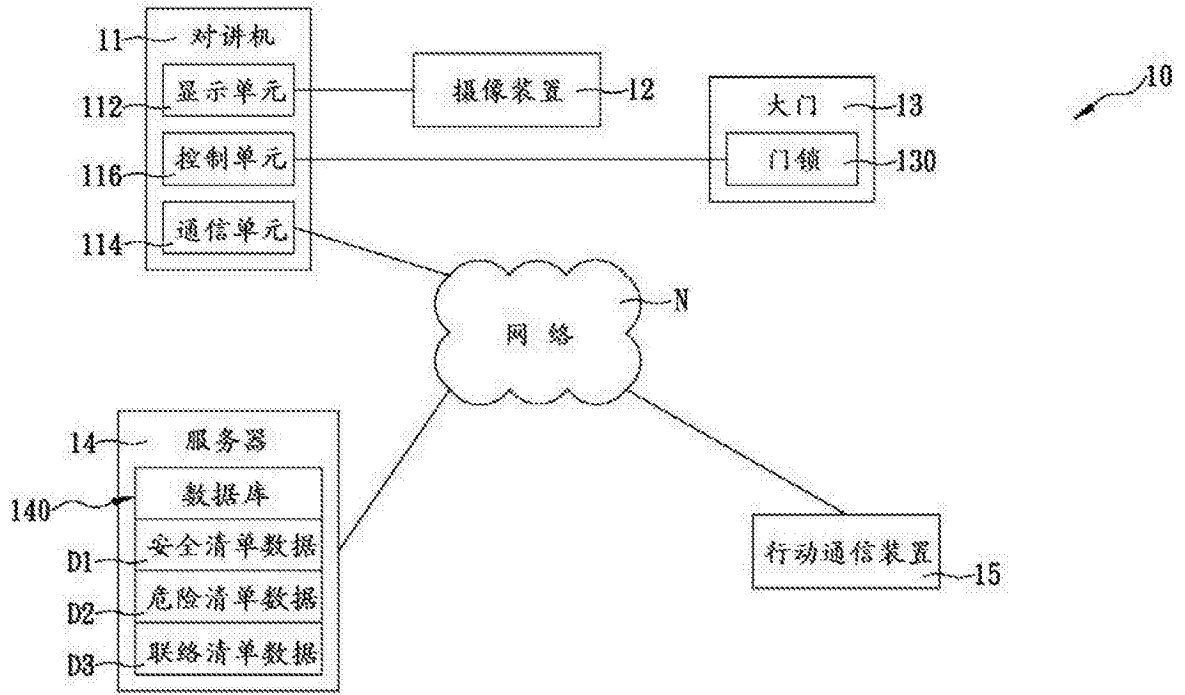 11
对讲机
显示单元
112
控制单元
116
通信单元
114
摄像装置
12
大门
13
门锁
130
10
网络
N
14
服务器
数据库
140
安全清单数据
D1
危险清单数据
D2
联络清单数据
D3
行动通信装置
15